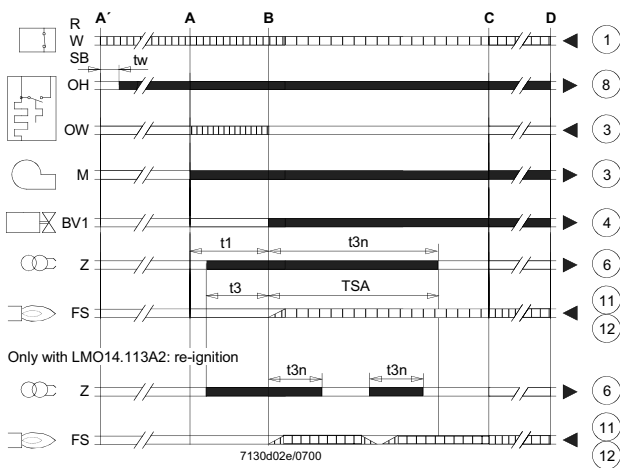 A´ A B C D
R
W 1
SB tw
OH 8
OW 3
M 3
BV1 4
t1 t3n
Z 6
t3 TSA
FS 11
12
Only with LMO14.113A2: re-ignition
t3n t3n
Z 6
FS 11
12
7130d02e/0700